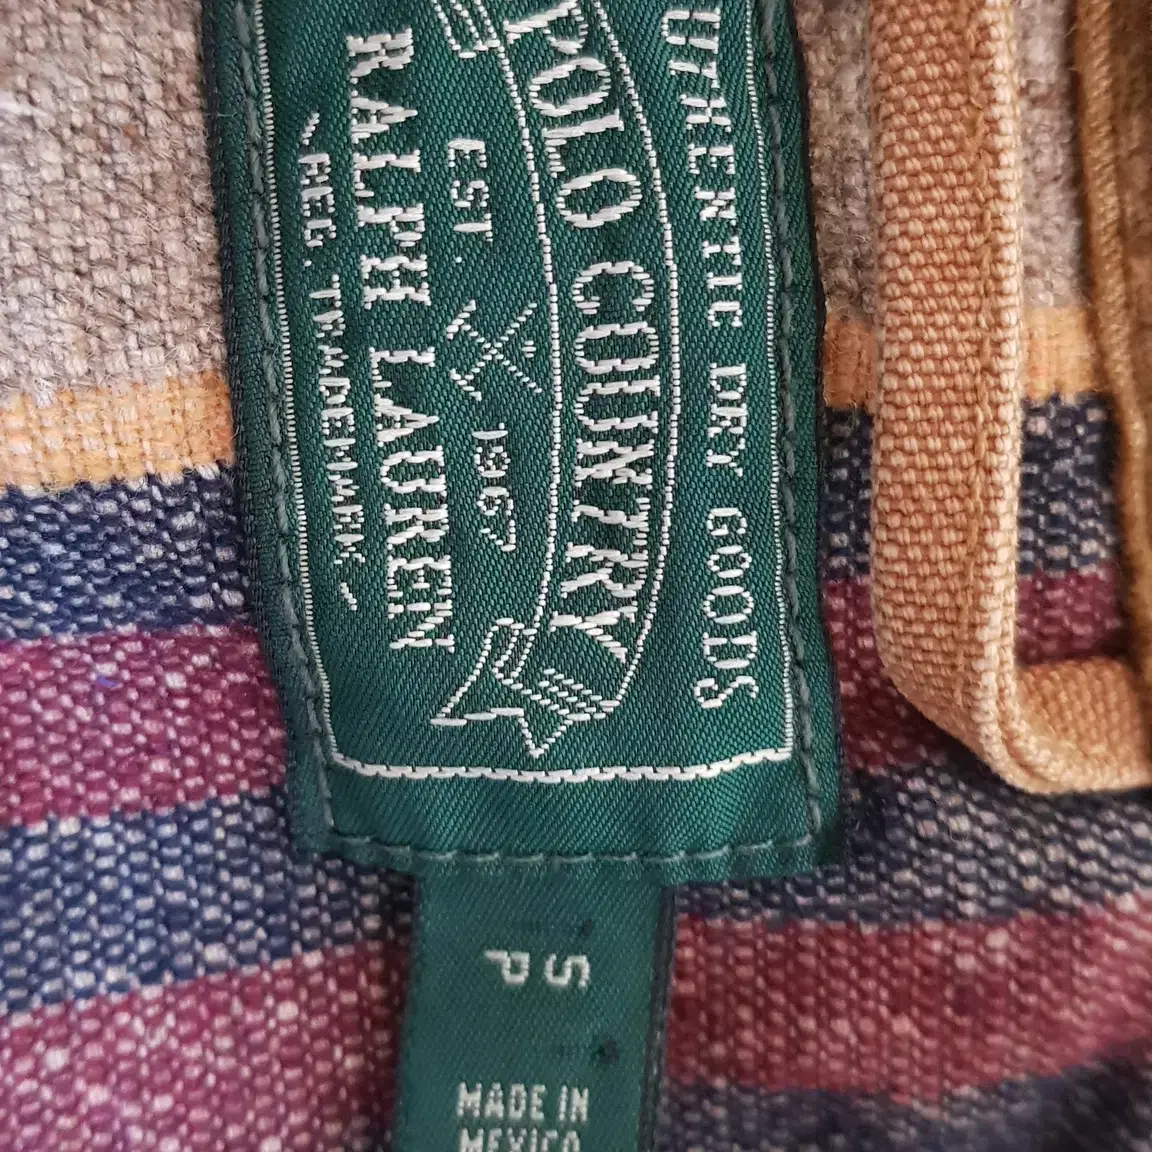 AUTHENTIC DRY GOODS
POLO COUNTRY
EST. 1967
RALPH LAUREN
REG. TRADEMARK
S
P
MADE IN
MEXICO